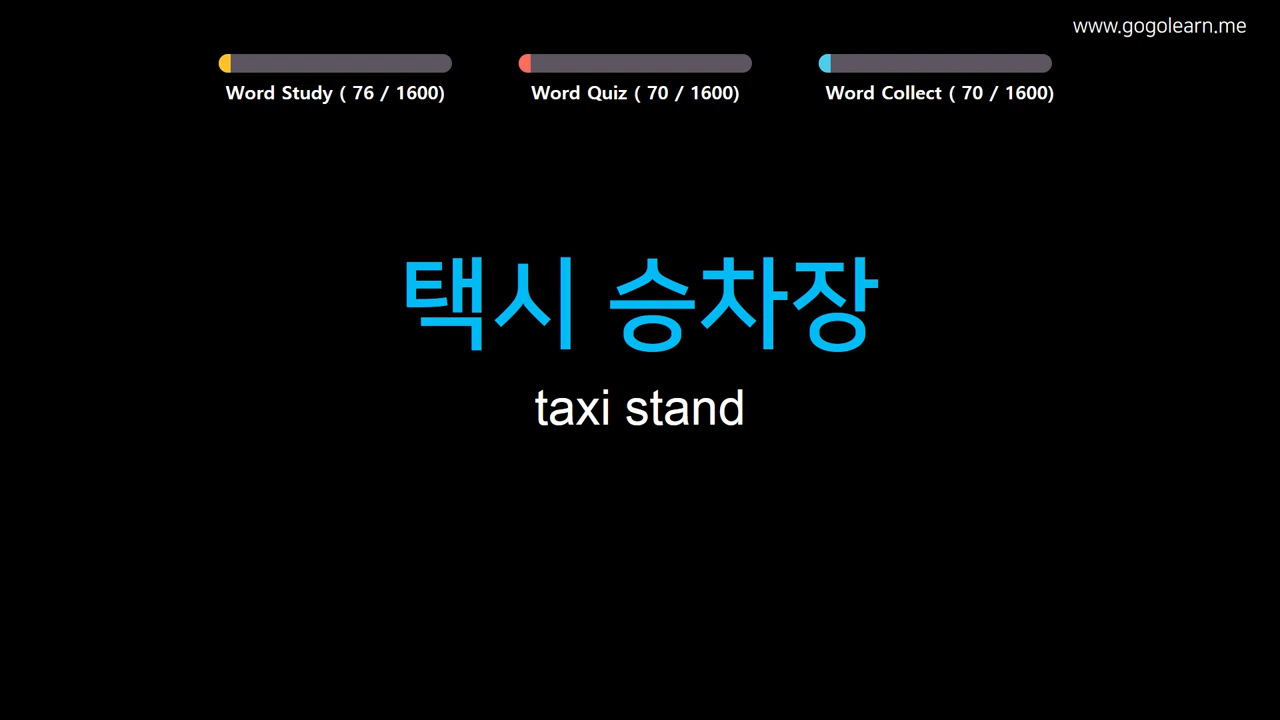 www.gogolearn.me
Word Study ( 76 / 1600)
Word Quiz ( 70 / 1600)
Word Collect ( 70 / 1600)
택시 승차장
taxi stand